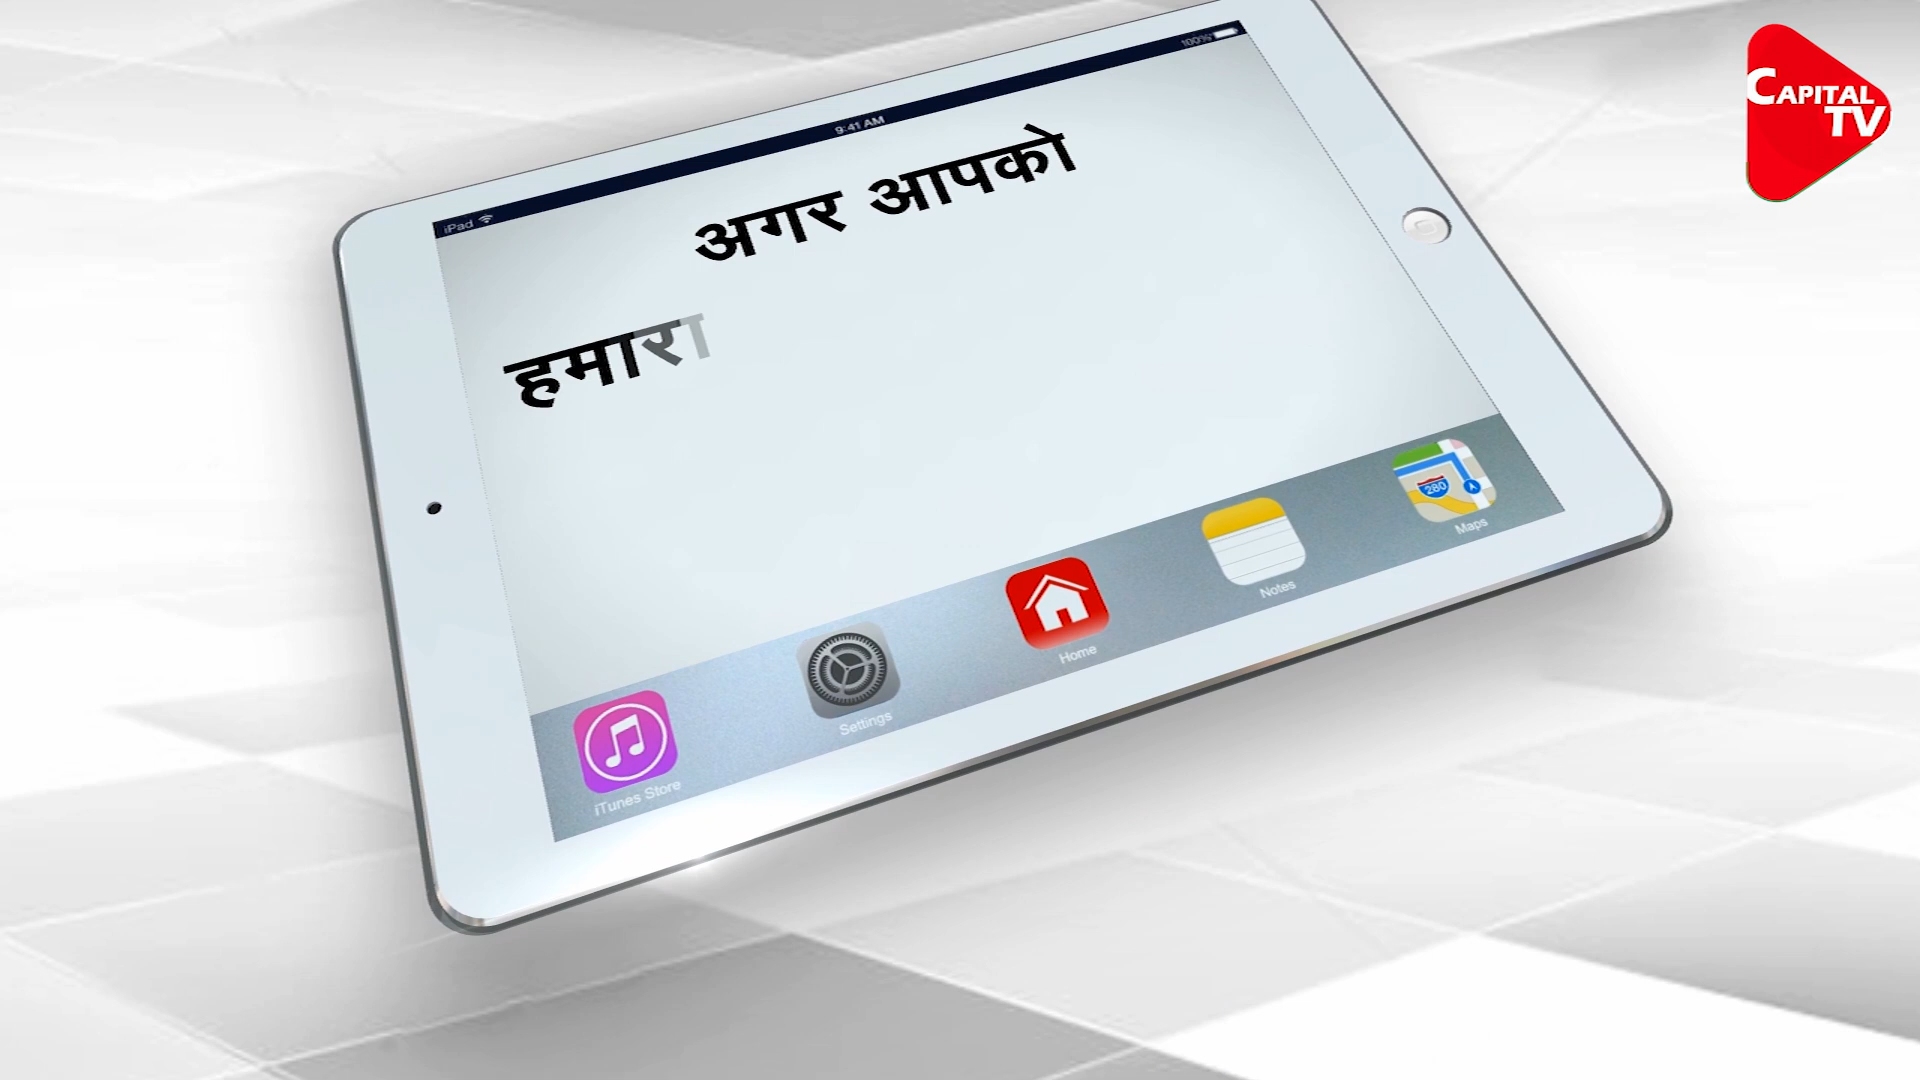 CAPITAL
TV
iPad
9:41 AM
100%
अगर आपको
हमारा
280
iTunes Store
Settings
Home
Notes
Maps